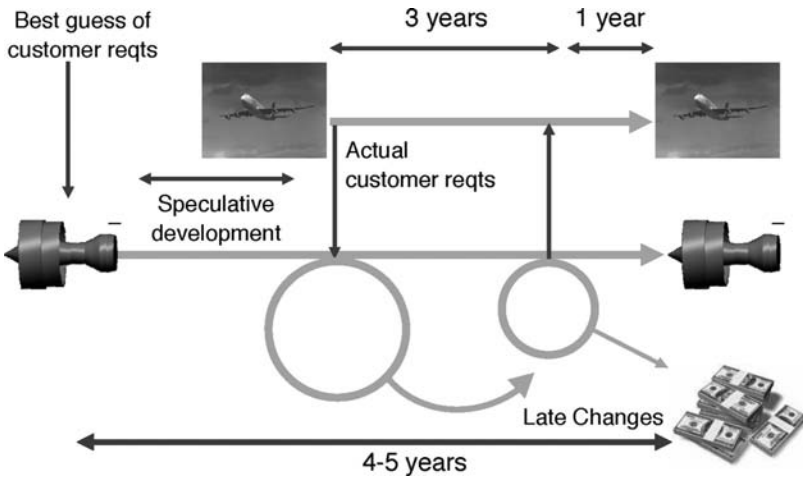 Best guess of
customer reqts
3 years
1 year
Actual
customer reqts
Speculative
development
Late Changes
4-5 years